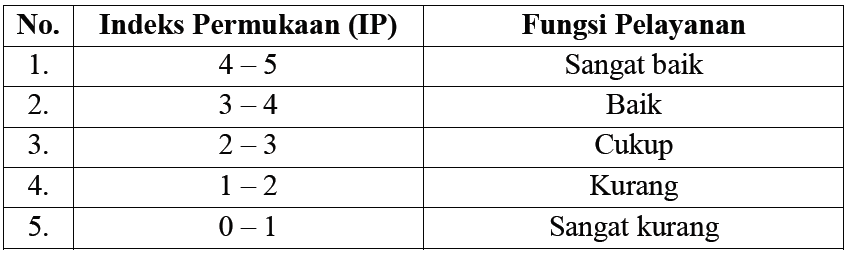 No. Indeks Permukaan (IP) Fungsi Pelayanan
1. 4 – 5 Sangat baik
2. 3 – 4 Baik
3. 2 – 3 Cukup
4. 1 – 2 Kurang
5. 0 – 1 Sangat kurang